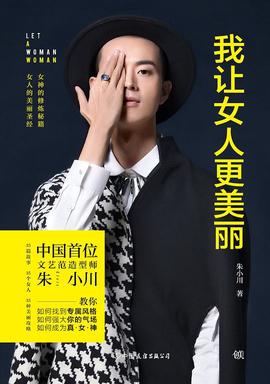 LET
A
WOMAN
WOMAN
女神的修炼秘籍
女人的美丽圣经
我让女人更美丽
朱小川 著
中国首位
文艺范造型师
朱小川
教你
如何找到专属风格
如何强大你的气场
如何成为真·女·神